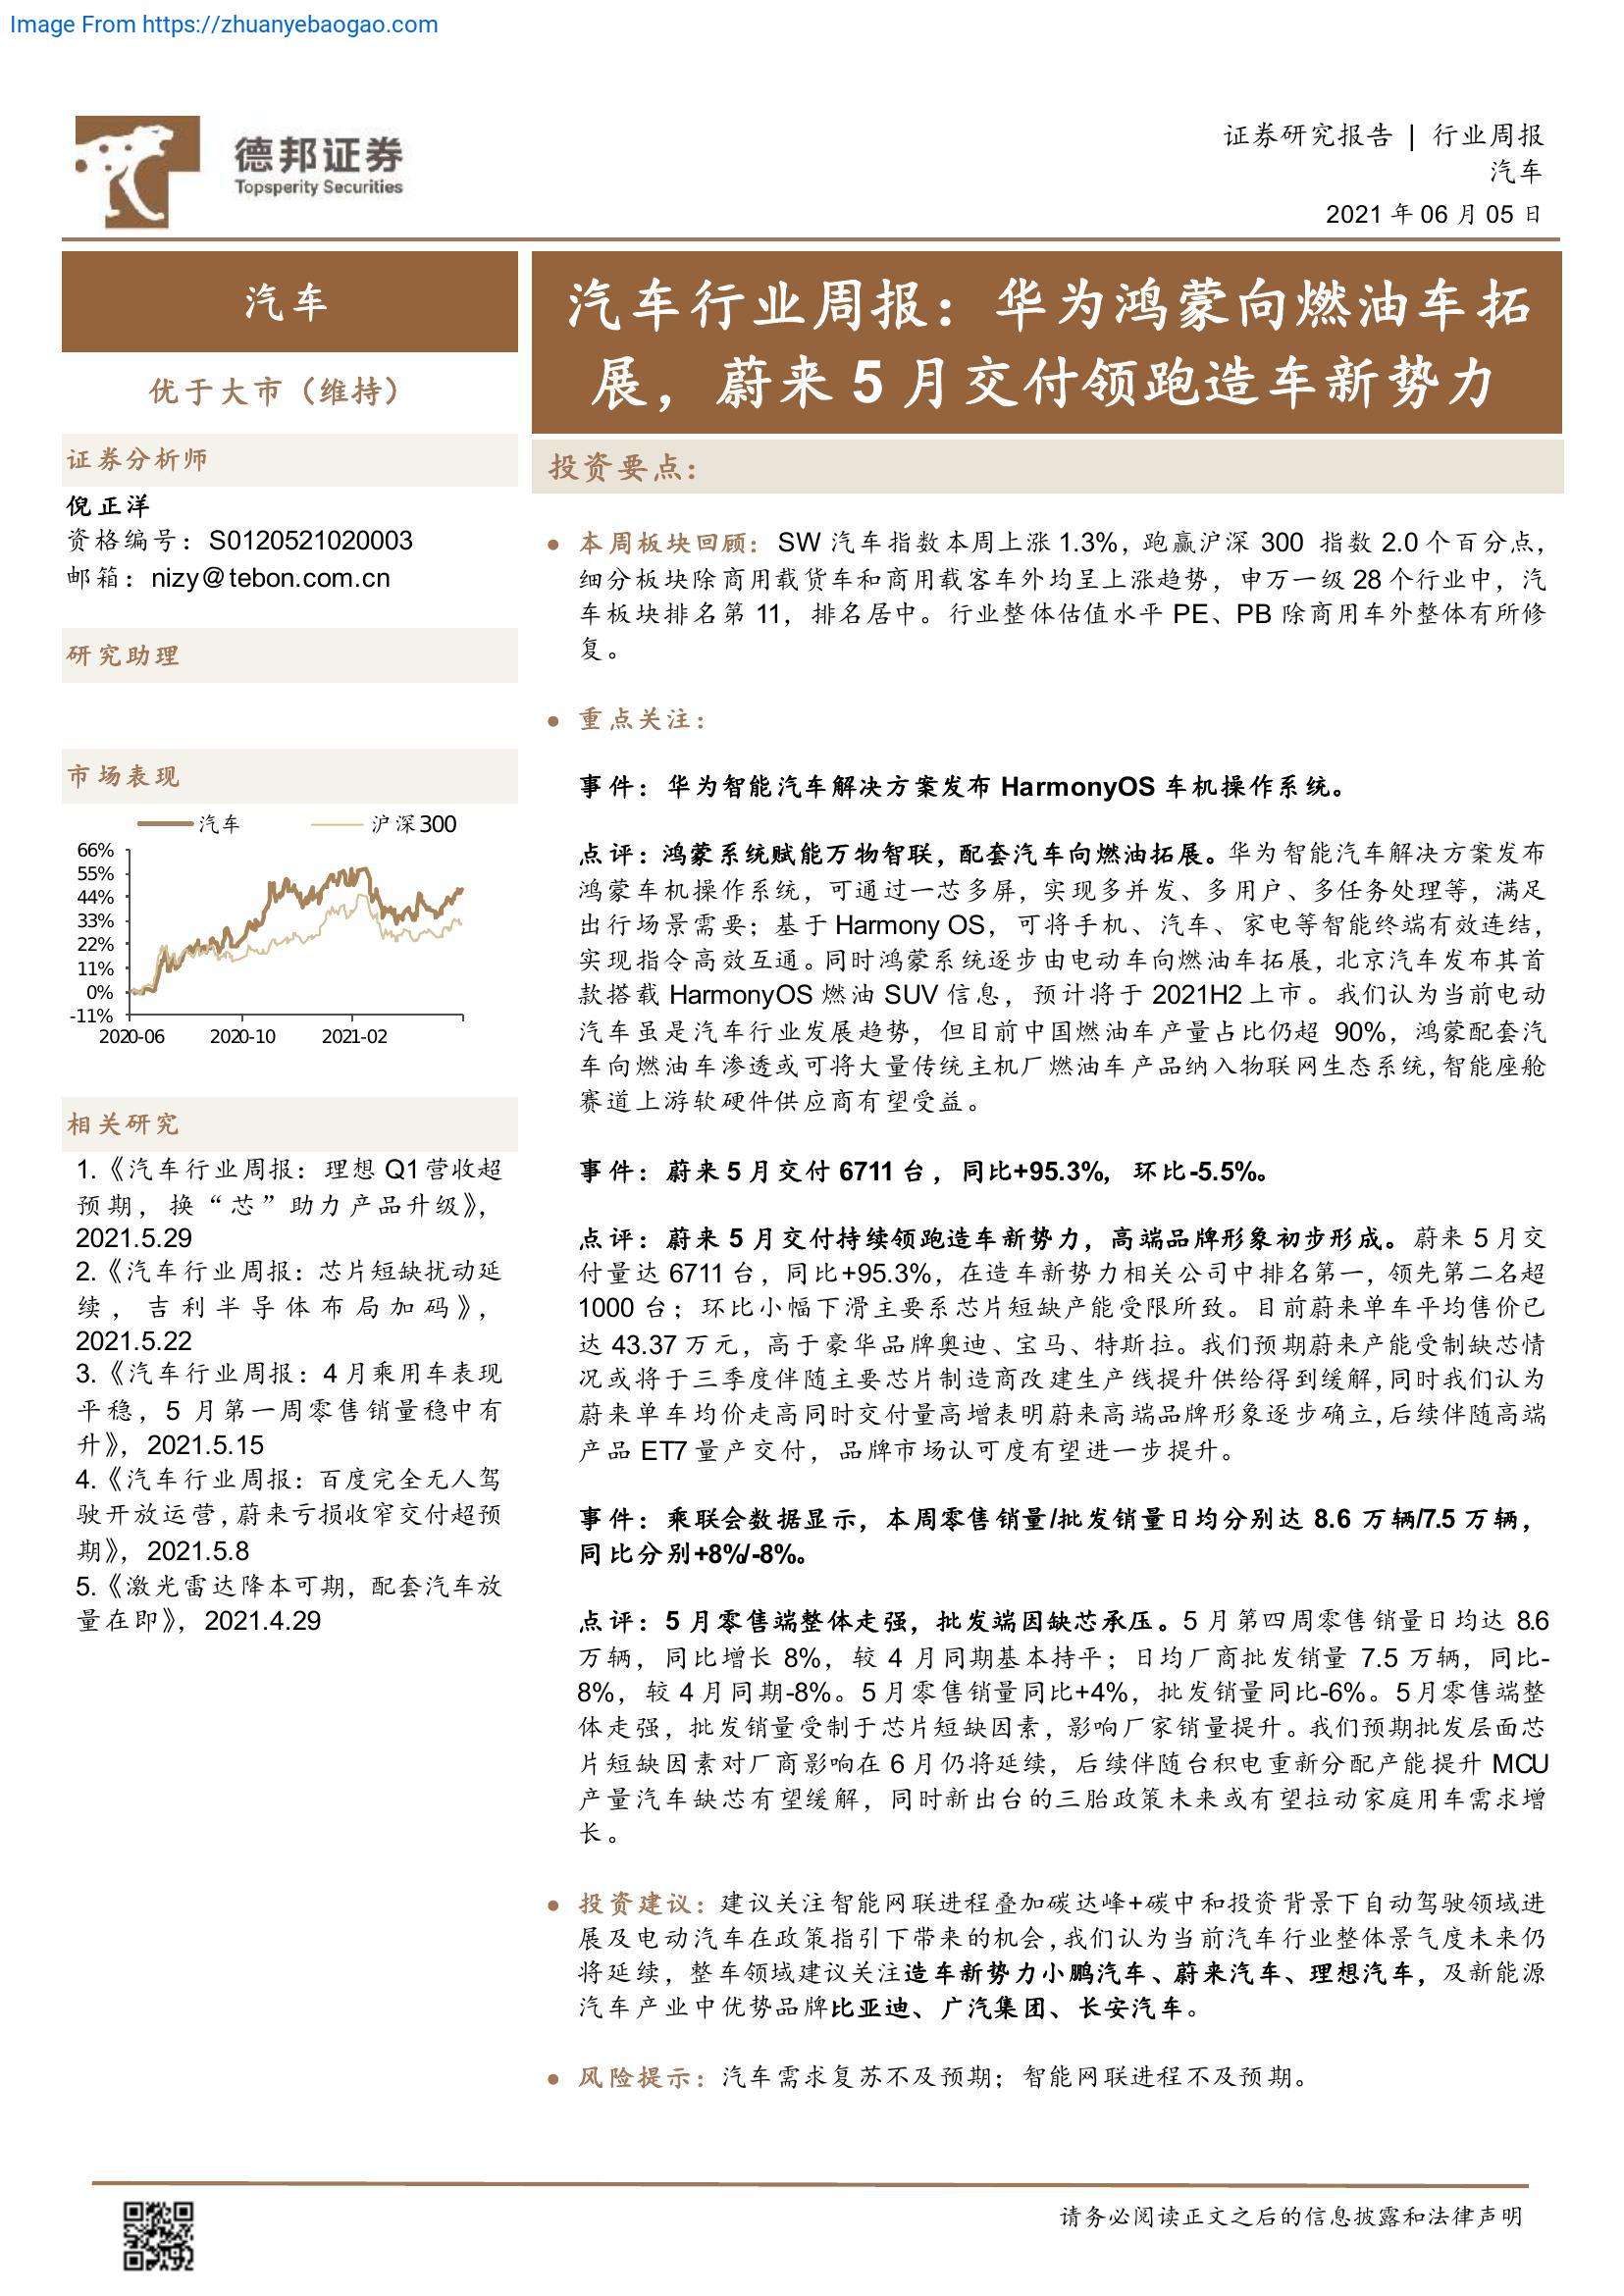 Image From https://zhuanyebaogao.com
德邦证券
Topsperity Securities
证券研究报告 | 行业周报
汽车
2021 年 06 月 05 日
汽车
优于大市（维持）
证券分析师
倪正洋
资格编号：S0120521020003
邮箱：nizy@tebon.com.cn
研究助理
市场表现
汽车 沪深300
66%
55%
44%
33%
22%
11%
0%
-11%
2020-06 2020-10 2021-02
相关研究
1.《汽车行业周报：理想 Q1 营收超
预期，换“芯”助力产品升级》，
2021.5.29
2.《汽车行业周报：芯片短缺扰动延
续，吉利半导体布局加码》，
2021.5.22
3.《汽车行业周报：4 月乘用车表现
平稳，5 月第一周零售销量稳中有
升》，2021.5.15
4.《汽车行业周报：百度完全无人驾
驶开放运营,蔚来亏损收窄交付超预
期》，2021.5.8
5.《激光雷达降本可期，配套汽车放
量在即》，2021.4.29
汽车行业周报：华为鸿蒙向燃油车拓
展，蔚来 5 月交付领跑造车新势力
投资要点：
● 本周板块回顾：SW 汽车指数本周上涨 1.3%，跑赢沪深 300 指数 2.0 个百分点，
细分板块除商用载货车和商用载客车外均呈上涨趋势，申万一级 28 个行业中，汽
车板块排名第 11，排名居中。行业整体估值水平 PE、PB 除商用车外整体有所修
复。
● 重点关注：
事件：华为智能汽车解决方案发布 HarmonyOS 车机操作系统。
点评：鸿蒙系统赋能万物智联，配套汽车向燃油拓展。华为智能汽车解决方案发布
鸿蒙车机操作系统，可通过一芯多屏，实现多并发、多用户、多任务处理等，满足
出行场景需要；基于 Harmony OS，可将手机、汽车、家电等智能终端有效连结，
实现指令高效互通。同时鸿蒙系统逐步由电动车向燃油车拓展，北京汽车发布其首
款搭载 HarmonyOS 燃油 SUV 信息，预计将于 2021H2 上市。我们认为当前电动
汽车虽是汽车行业发展趋势，但目前中国燃油车产量占比仍超 90%，鸿蒙配套汽
车向燃油车渗透或可将大量传统主机厂燃油车产品纳入物联网生态系统,智能座舱
赛道上游软硬件供应商有望受益。
事件：蔚来 5 月交付 6711 台，同比+95.3%，环比-5.5%。
点评：蔚来 5 月交付持续领跑造车新势力，高端品牌形象初步形成。蔚来 5 月交
付量达 6711 台，同比+95.3%，在造车新势力相关公司中排名第一，领先第二名超
1000 台；环比小幅下滑主要系芯片短缺产能受限所致。目前蔚来单车平均售价已
达 43.37 万元，高于豪华品牌奥迪、宝马、特斯拉。我们预期蔚来产能受制缺芯情
况或将于三季度伴随主要芯片制造商改建生产线提升供给得到缓解,同时我们认为
蔚来单车均价走高同时交付量高增表明蔚来高端品牌形象逐步确立,后续伴随高端
产品 ET7 量产交付，品牌市场认可度有望进一步提升。
事件：乘联会数据显示，本周零售销量/批发销量日均分别达 8.6 万辆/7.5 万辆，
同比分别+8%/-8%。
点评：5 月零售端整体走强，批发端因缺芯承压。5 月第四周零售销量日均达 8.6
万辆，同比增长 8%，较 4 月同期基本持平；日均厂商批发销量 7.5 万辆，同比-
8%，较 4 月同期-8%。5 月零售销量同比+4%，批发销量同比-6%。5 月零售端整
体走强，批发销量受制于芯片短缺因素，影响厂家销量提升。我们预期批发层面芯
片短缺因素对厂商影响在 6 月仍将延续，后续伴随台积电重新分配产能提升 MCU
产量汽车缺芯有望缓解，同时新出台的三胎政策未来或有望拉动家庭用车需求增
长。
● 投资建议：建议关注智能网联进程叠加碳达峰+碳中和投资背景下自动驾驶领域进
展及电动汽车在政策指引下带来的机会,我们认为当前汽车行业整体景气度未来仍
将延续，整车领域建议关注造车新势力小鹏汽车、蔚来汽车、理想汽车，及新能源
汽车产业中优势品牌比亚迪、广汽集团、长安汽车。
● 风险提示：汽车需求复苏不及预期；智能网联进程不及预期。
请务必阅读正文之后的信息披露和法律声明